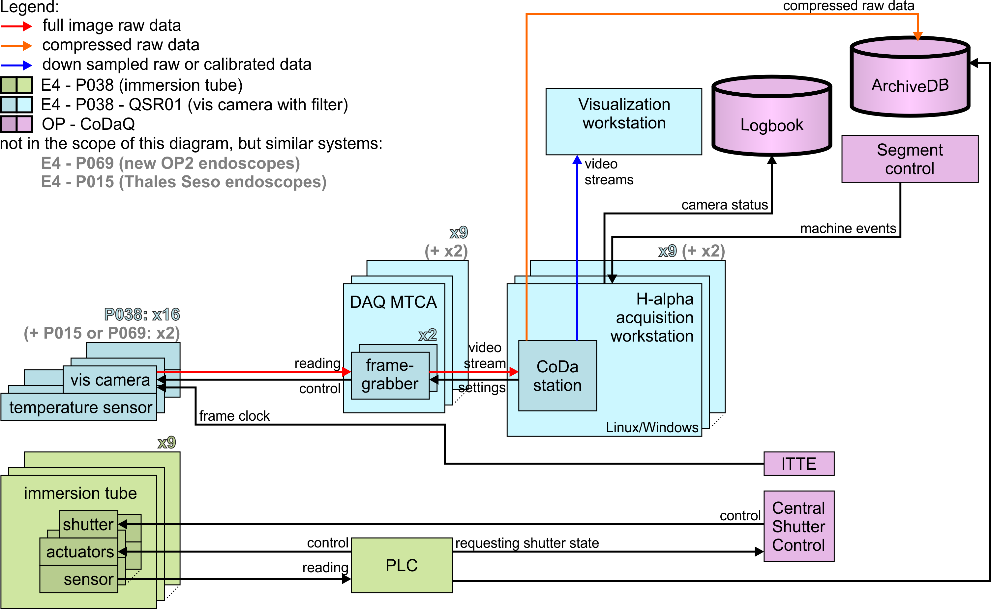 Legend:
full image raw data
compressed raw data
down sampled raw or calibrated data
E4 - P038 (immersion tube)
E4 - P038 - QSR01 (vis camera with filter)
OP - CoDaQ
not in the scope of this diagram, but similar systems:
E4 - P069 (new OP2 endoscopes)
E4 - P015 (Thales Seso endoscopes)
compressed raw data
ArchiveDB
Visualization
workstation
Logbook
Segment
control
video
streams
camera status
machine events
x9
(+ x2)
x9 (+ x2)
DAQ MTCA
H-alpha
acquisition
workstation
P038: x16
(+ P015 or P069: x2)
x2
vis camera
temperature sensor
reading
control
frame-
grabber
video
stream
settings
CoDa
station
Linux/Windows
frame clock
x9
ITTE
immersion tube
shutter
actuators
sensor
control
Central
Shutter
Control
control
requesting shutter state
reading
PLC